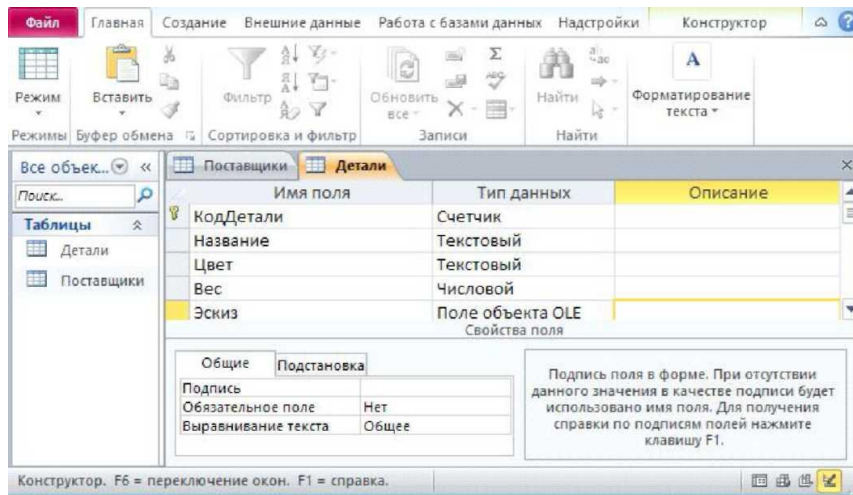 Файл Главная Создание Внешние данные Работа с базами данных Надстройки Конструктор
Режим
Вставить
Фильтр
Обновить все
Найти
Форматирование текста
Режимы Буфер обмена Сортировка и фильтр Записи Найти
Все объек... «
Поиск...
Таблицы
Детали
Поставщики
Поставщики Детали
Имя поля Тип данных Описание
КодДетали Счетчик
Название Текстовый
Цвет Текстовый
Вес Числовой
Эскиз Поле объекта OLE
Свойства поля
Общие Подстановка
Подпись
Обязательное поле Нет
Выравнивание текста Общее
Подпись поля в форме. При отсутствии
данного значения в качестве подписи будет
использовано имя поля. Для получения
справки по подписям полей нажмите
клавишу F1.
Конструктор. F6 = переключение окон. F1 = справка.